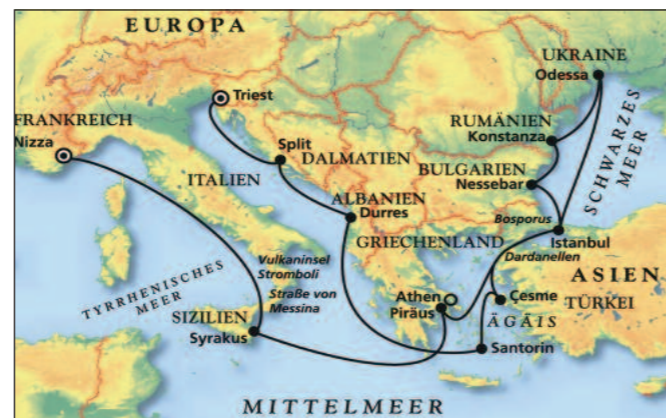 EUROPA
UKRAINE
Odessa
Triest
FRANKREICH
Nizza
RUMÄNIEN
Konstanza
SCHWARZES
MEER
Split
DALMATIEN
BULGARIEN
Nessebar
ITALIEN
ALBANIEN
Durres
Bosporus
Istanbul
GRIECHENLAND
Dardanellen
Vulkaninsel
Stromboli
ASIEN
TYRRHENISCHES
MEER
Straße von
Messina
Athen
Piräus
Çesme
TÜRKEI
SIZILIEN
Syrakus
ÄGÄIS
Santorin
MITTELMEER